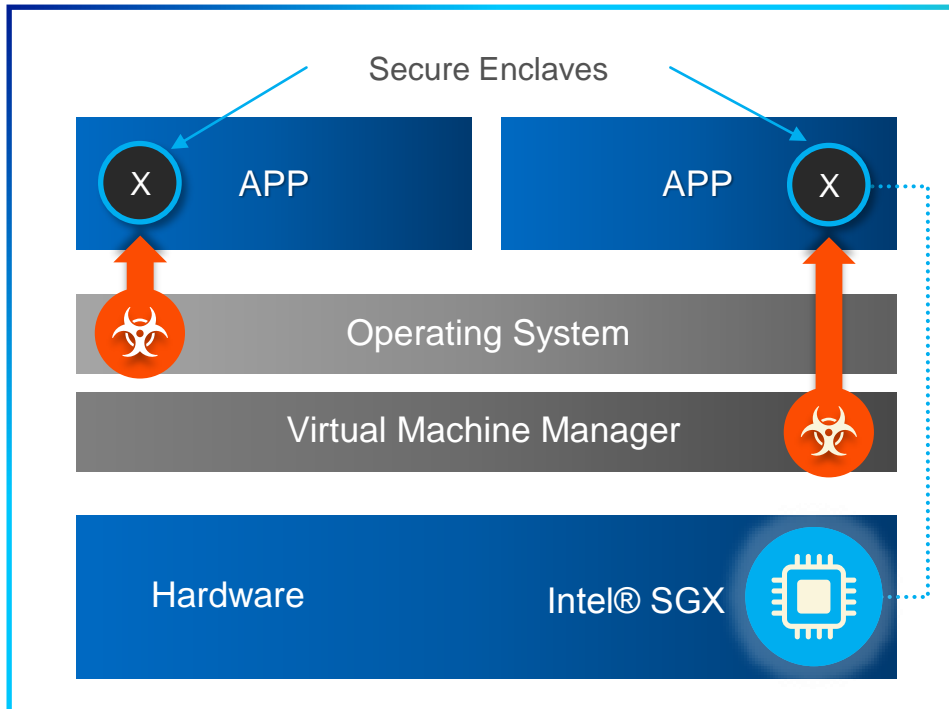 Secure Enclaves
X APP
APP X
Operating System
Virtual Machine Manager
Hardware
Intel® SGX